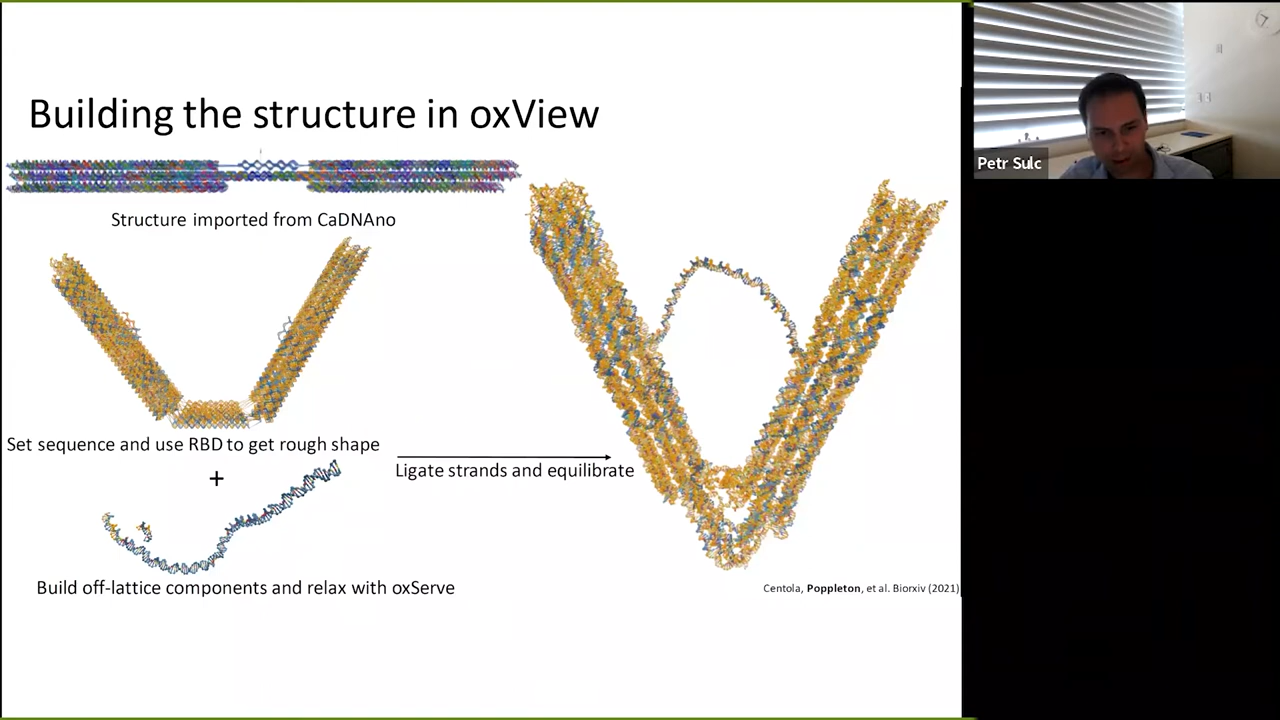 Building the structure in oxView
Structure imported from CaDNAno
Set sequence and use RBD to get rough shape
+
Build off-lattice components and relax with oxServe
Ligate strands and equilibrate
Centola, Poppleton, et al. Biorxiv (2021)
Petr Sulc